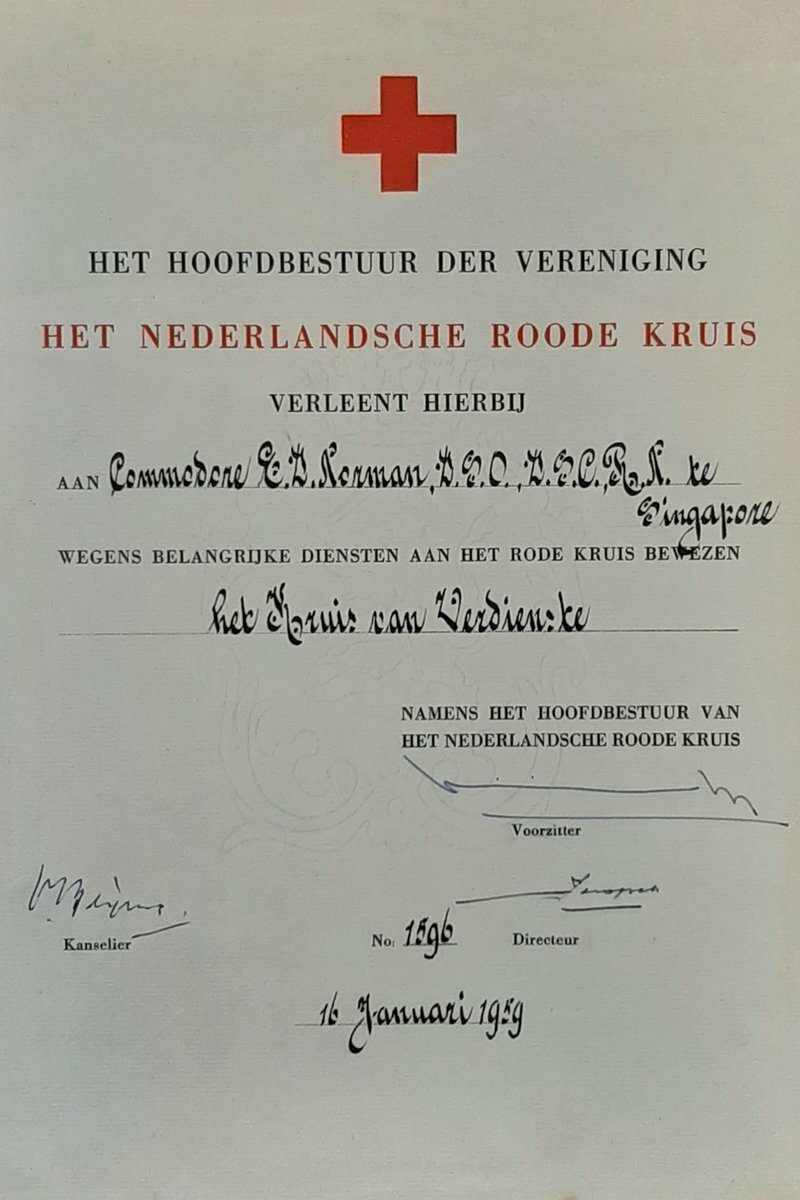 HET HOOFDBESTUUR DER VERENIGING
HET NEDERLANDSCHE ROODE KRUIS
VERLEENT HIERBIJ
AAN Commodore E.D. Norman, D.S.O., D.S.C., R.N. te
Singapore
WEGENS BELANGRIJKE DIENSTEN AAN HET RODE KRUIS BEWEZEN
het Kruis van Verdienste
NAMENS HET HOOFDBESTUUR VAN
HET NEDERLANDSCHE ROODE KRUIS
Voorzitter
Kanselier
No: 1596
Directeur
16 Januari 1959